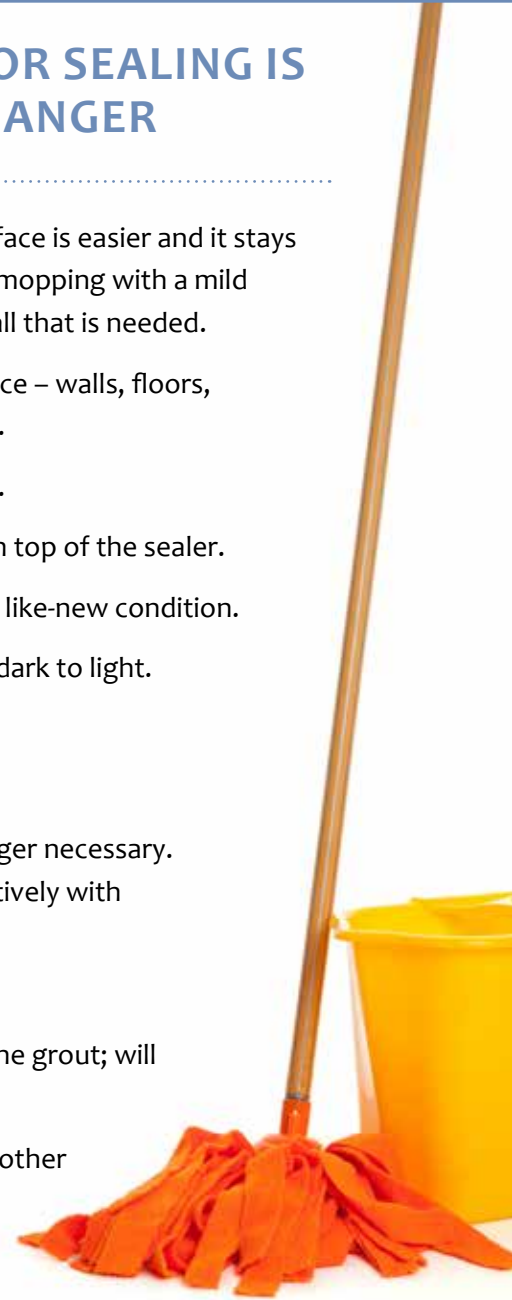 OR SEALING IS
ANGER
face is easier and it stays
mopping with a mild
all that is needed.
ce – walls, floors,
.
.
n top of the sealer.
like-new condition.
dark to light.
ger necessary.
tively with
he grout; will
other